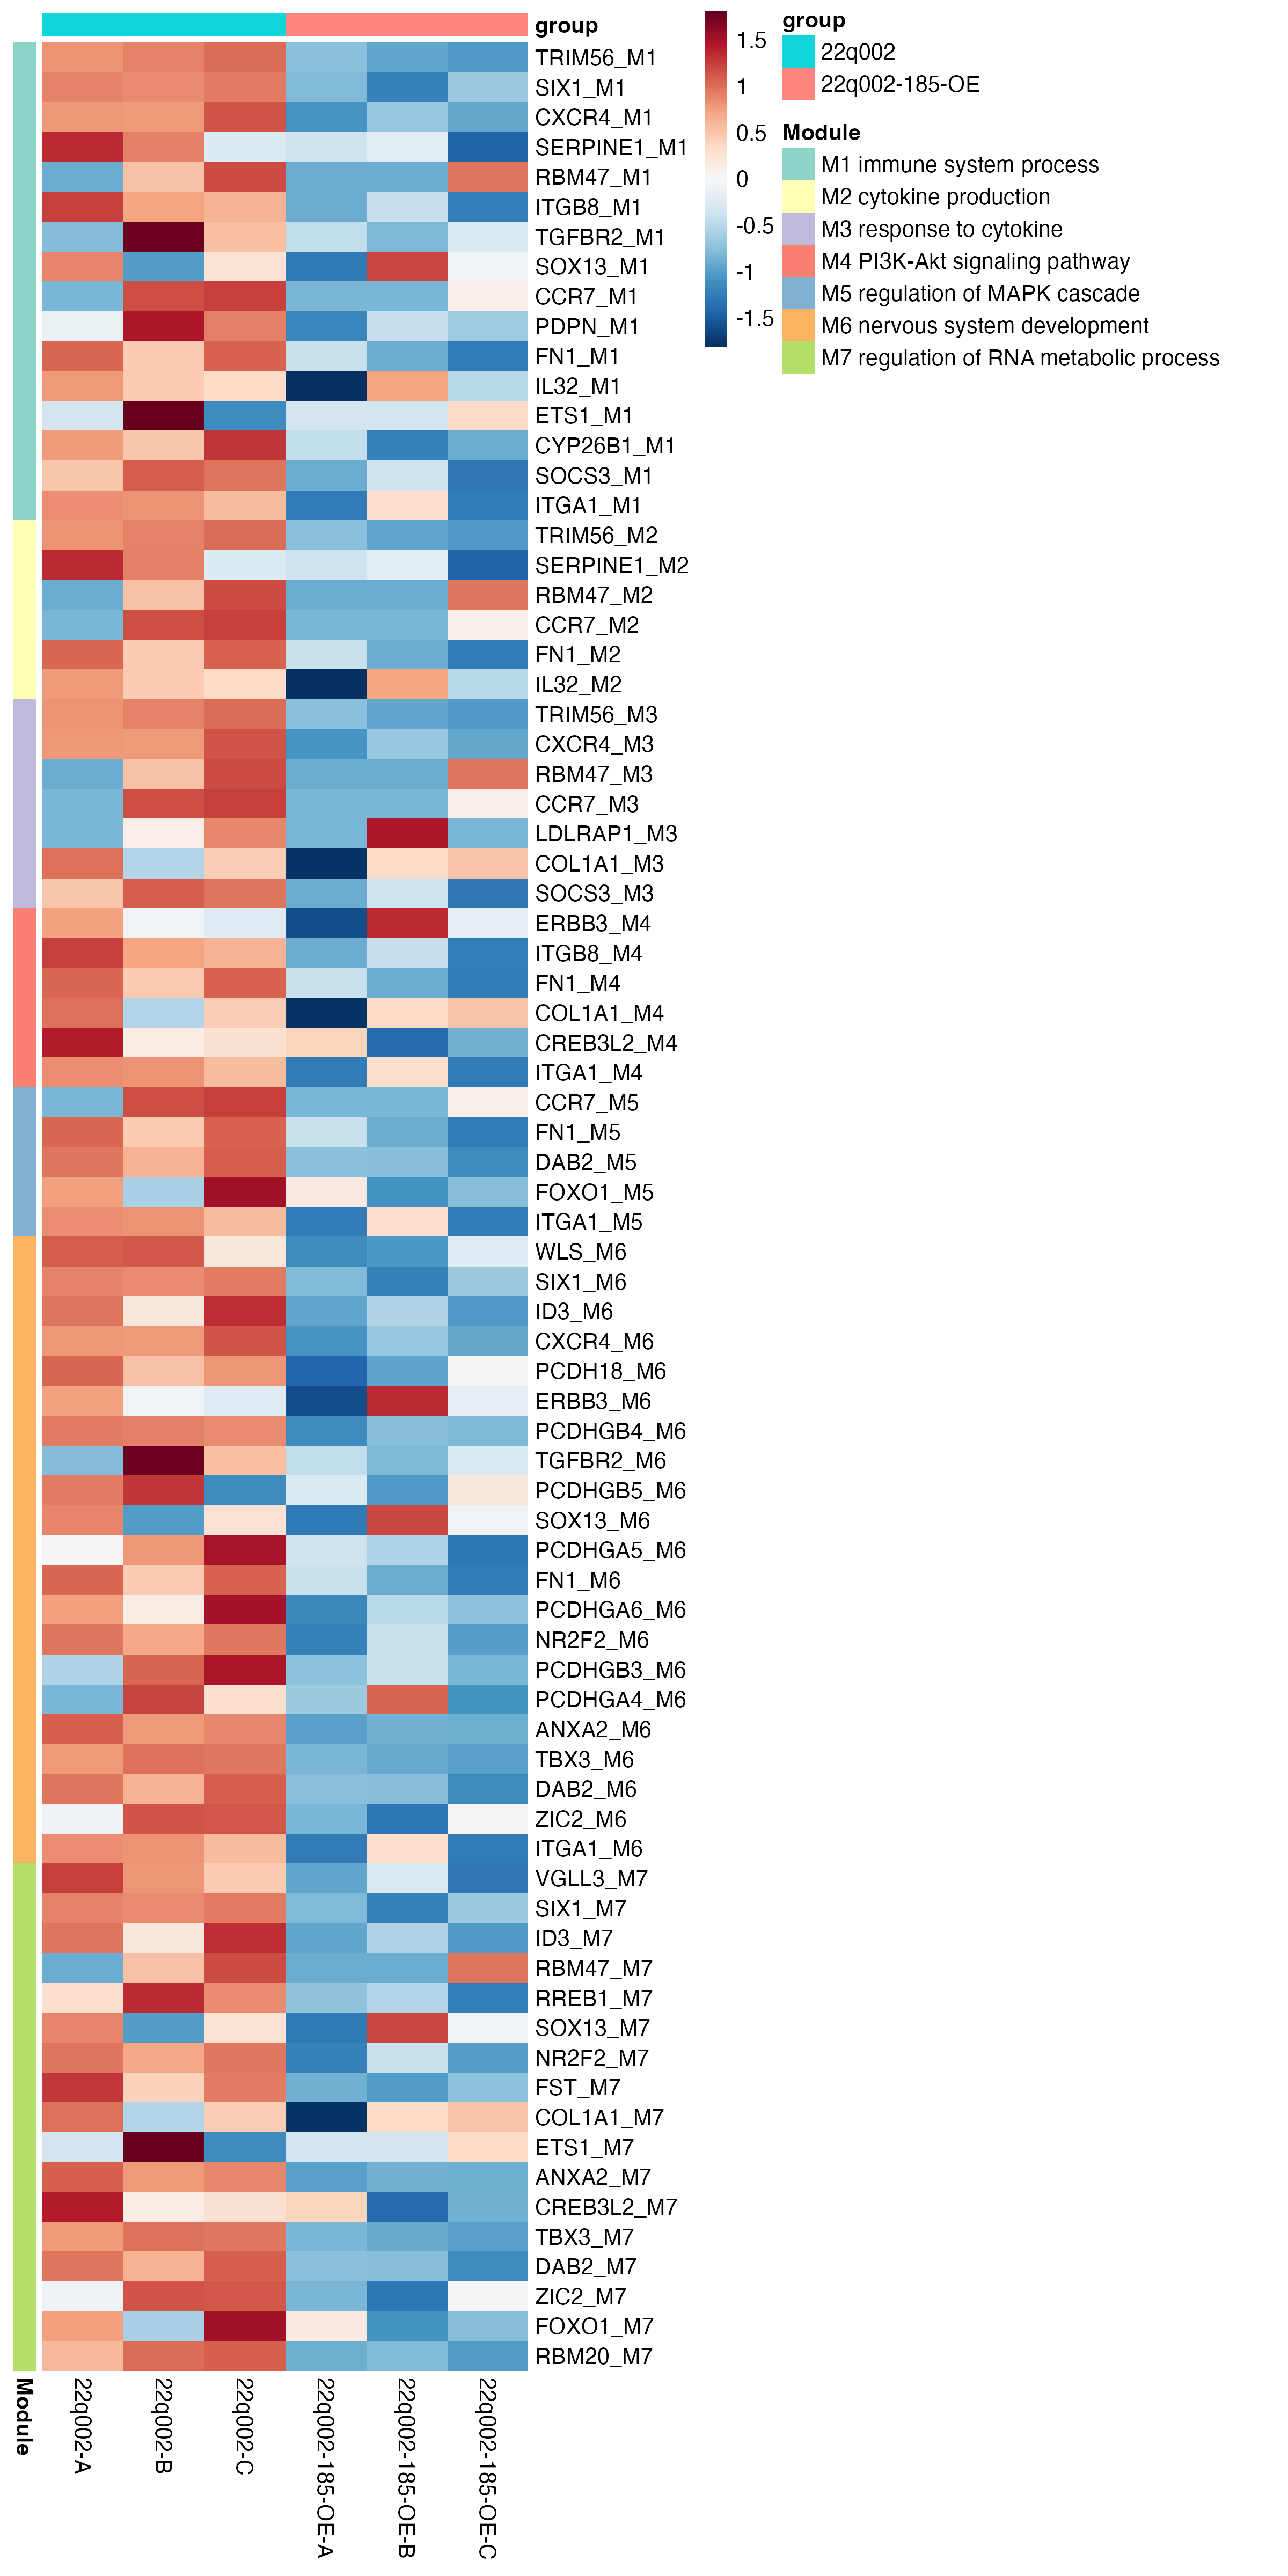 group
TRIM56_M1
SIX1_M1
CXCR4_M1
SERPINE1_M1
RBM47_M1
ITGB8_M1
TGFBR2_M1
SOX13_M1
CCR7_M1
PDPN_M1
FN1_M1
IL32_M1
ETS1_M1
CYP26B1_M1
SOCS3_M1
ITGA1_M1
TRIM56_M2
SERPINE1_M2
RBM47_M2
CCR7_M2
FN1_M2
IL32_M2
TRIM56_M3
CXCR4_M3
RBM47_M3
CCR7_M3
LDLRAP1_M3
COL1A1_M3
SOCS3_M3
ERBB3_M4
ITGB8_M4
FN1_M4
COL1A1_M4
CREB3L2_M4
ITGA1_M4
CCR7_M5
FN1_M5
DAB2_M5
FOXO1_M5
ITGA1_M5
WLS_M6
SIX1_M6
ID3_M6
CXCR4_M6
PCDH18_M6
ERBB3_M6
PCDHGB4_M6
TGFBR2_M6
PCDHGB5_M6
SOX13_M6
PCDHGA5_M6
FN1_M6
PCDHGA6_M6
NR2F2_M6
PCDHGB3_M6
PCDHGA4_M6
ANXA2_M6
TBX3_M6
DAB2_M6
ZIC2_M6
ITGA1_M6
VGLL3_M7
SIX1_M7
ID3_M7
RBM47_M7
RREB1_M7
SOX13_M7
NR2F2_M7
FST_M7
COL1A1_M7
ETS1_M7
ANXA2_M7
CREB3L2_M7
TBX3_M7
DAB2_M7
ZIC2_M7
FOXO1_M7
RBM20_M7
Module
22q002-A
22q002-B
22q002-C
22q002-185-OE-A
22q002-185-OE-B
22q002-185-OE-C
1.5
1
0.5
0
-0.5
-1
-1.5
group
22q002
22q002-185-OE
Module
M1 immune system process
M2 cytokine production
M3 response to cytokine
M4 PI3K-Akt signaling pathway
M5 regulation of MAPK cascade
M6 nervous system development
M7 regulation of RNA metabolic process